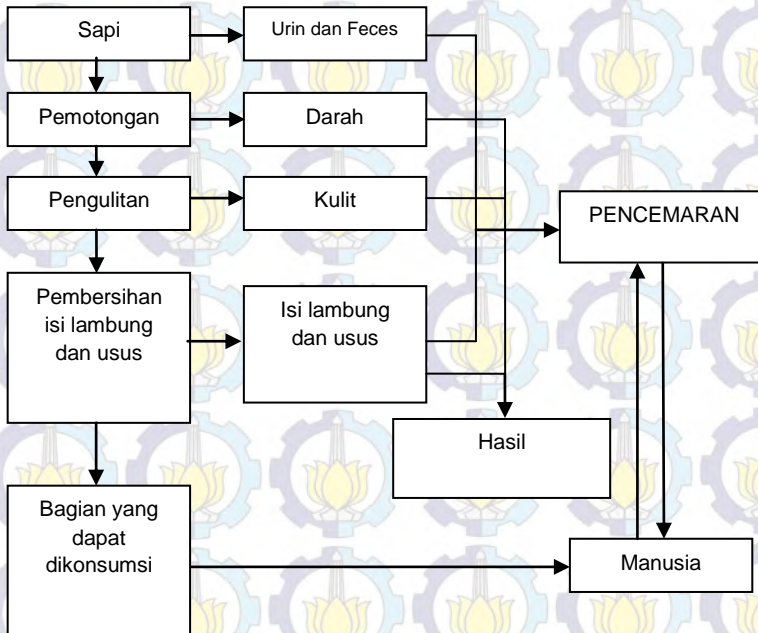 Sapi
Urin dan Feces
Pemotongan
Darah
Pengulitan
Kulit
PENCEMARAN
Pembersihan
isi lambung
dan usus
Isi lambung
dan usus
Hasil
Bagian yang
dapat
dikonsumsi
Manusia